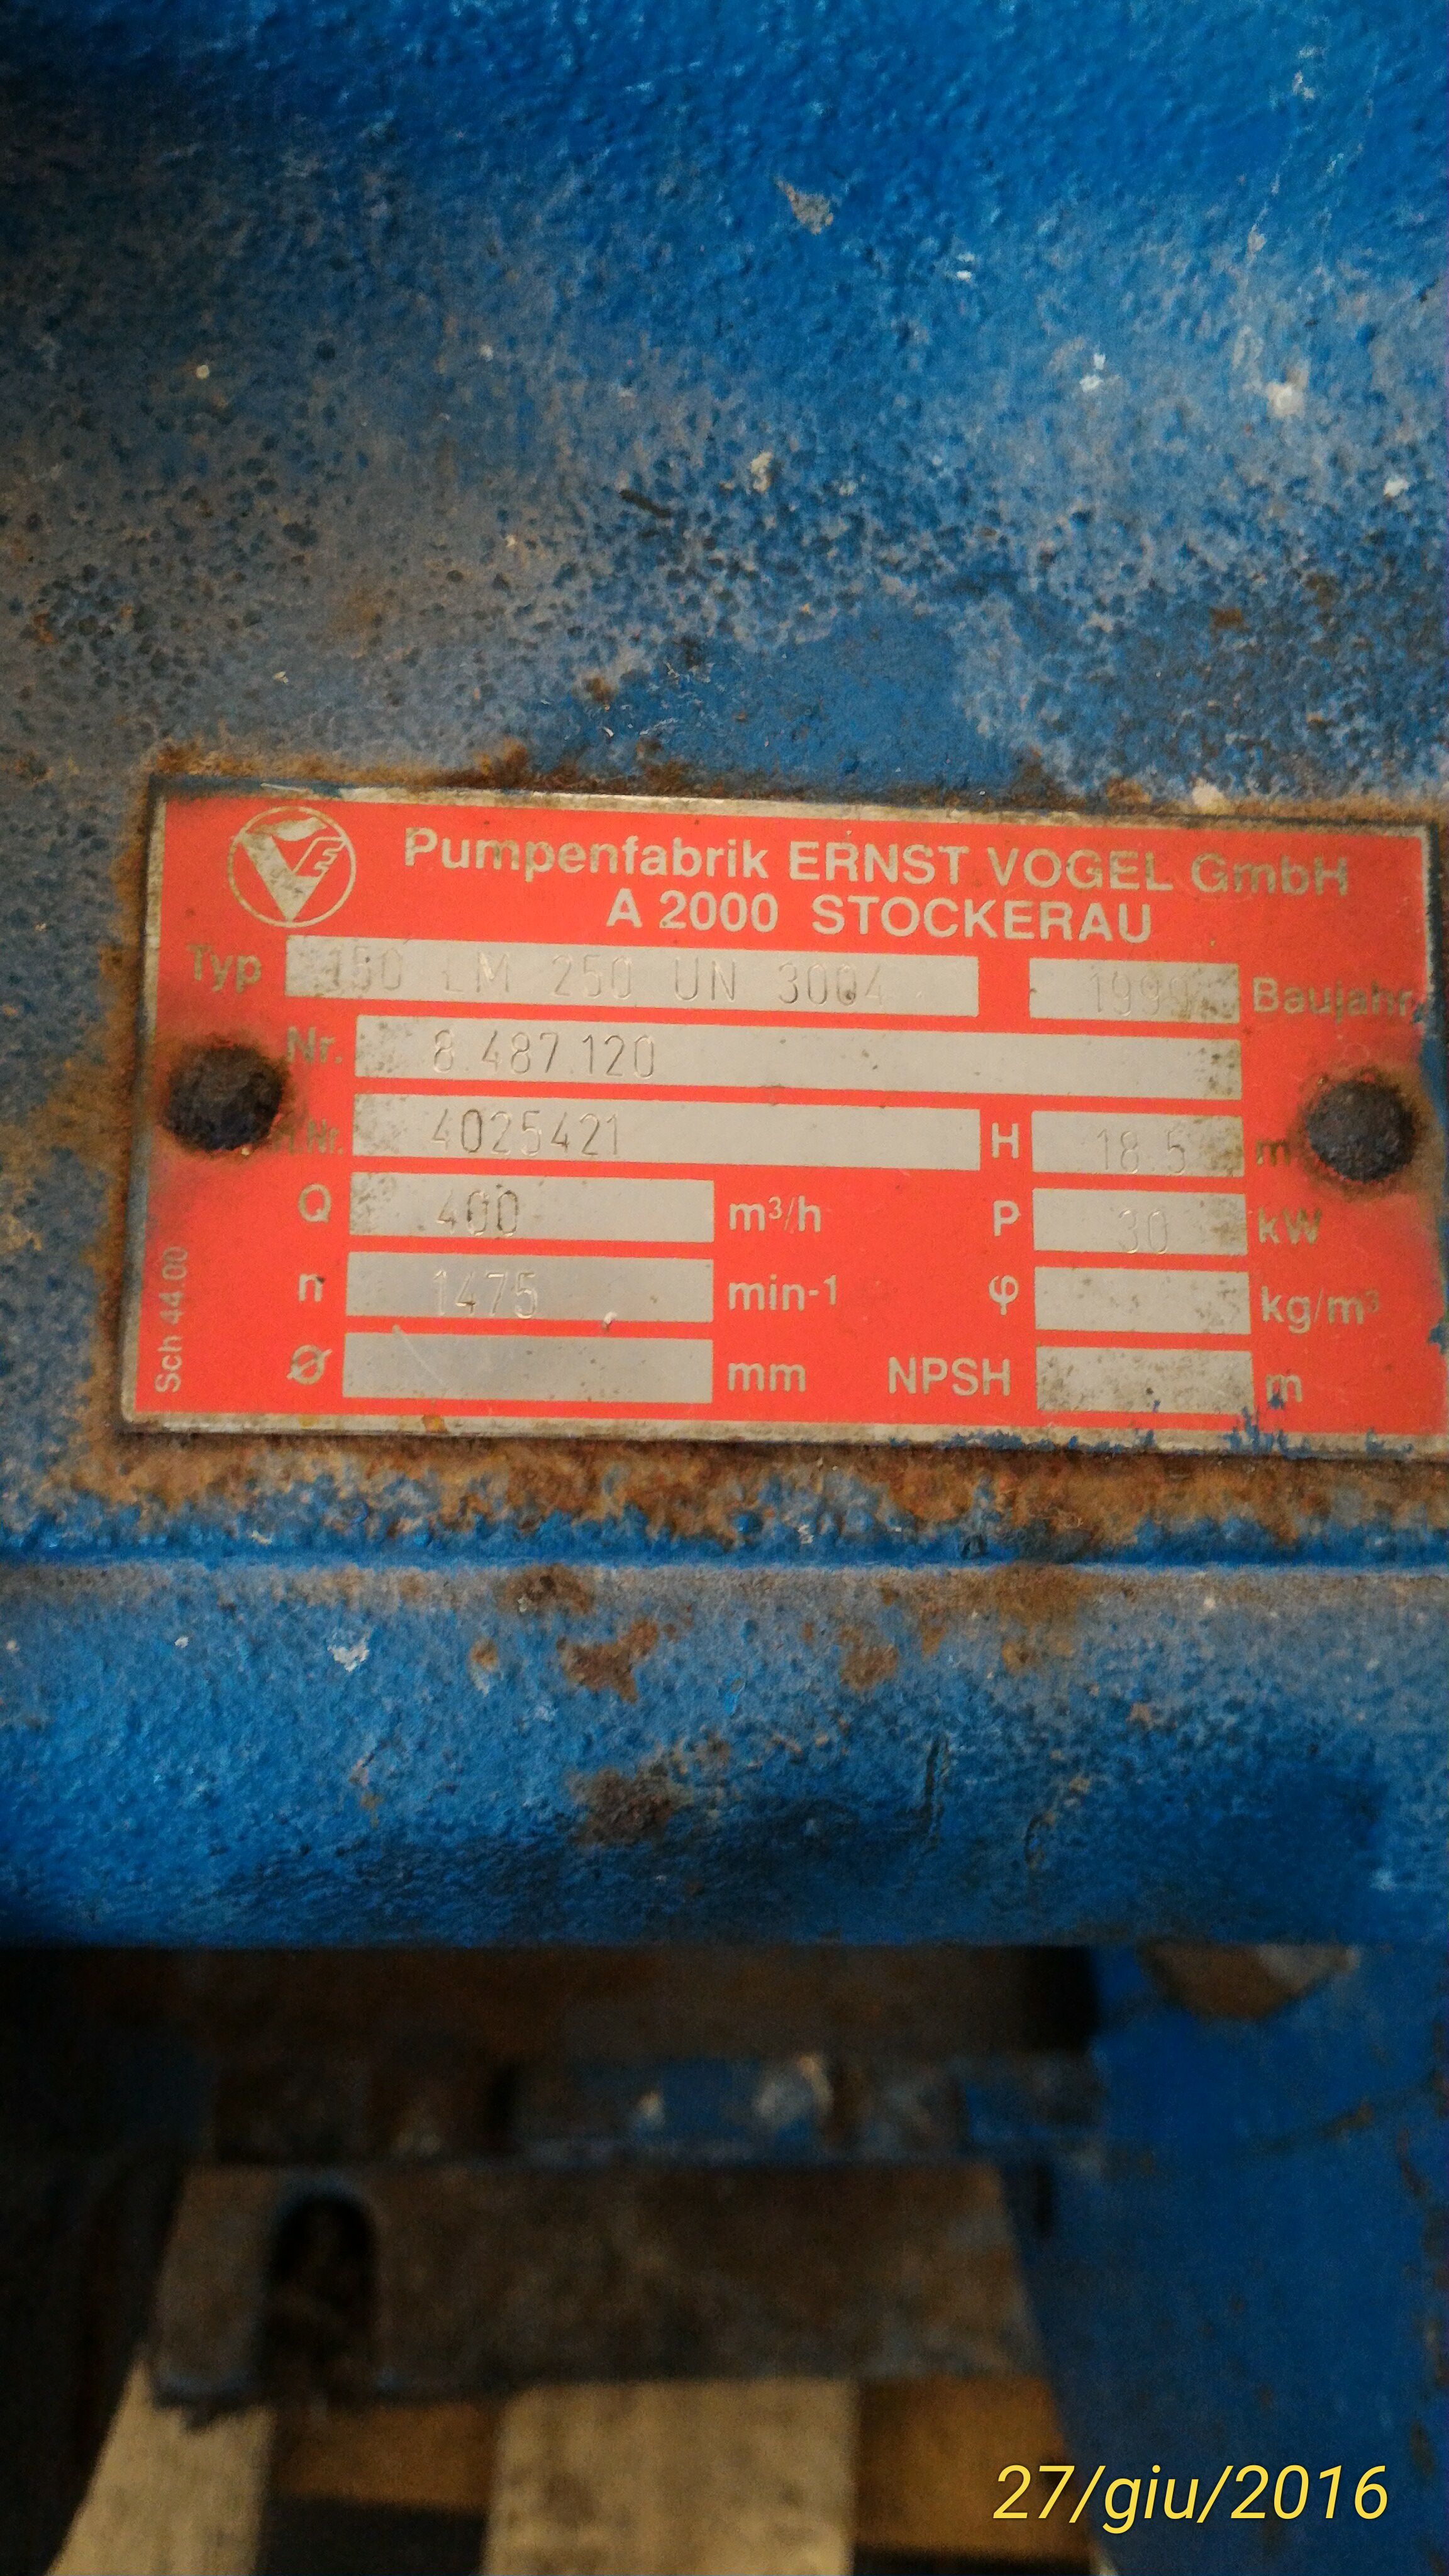 VE
Pumpenfabrik ERNST VOGEL GmbH
A 2000 STOCKERAU
Typ 150 LM 250 UN 3004 1999 Baujahr
Nr. 8.487.120
.Nr. 4025421 H 18.5 m
Q 400 m³/h P 30 kW
n 1475 min-1 φ kg/m³
Ø mm NPSH m
Sch 44.00
27/giu/2016